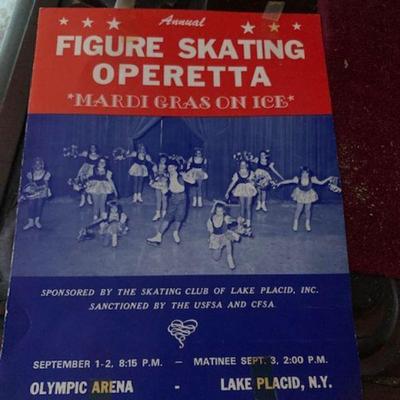 Annual
FIGURE SKATING
OPERETTA
*MARDI GRAS ON ICE*
SPONSORED BY THE SKATING CLUB OF LAKE PLACID, INC.
SANCTIONED BY THE USFSA AND CFSA.
SEPTEMBER 1-2, 8:15 P.M. — MATINEE SEPT. 3, 2:00 P.M.
OLYMPIC ARENA - LAKE PLACID, N.Y.